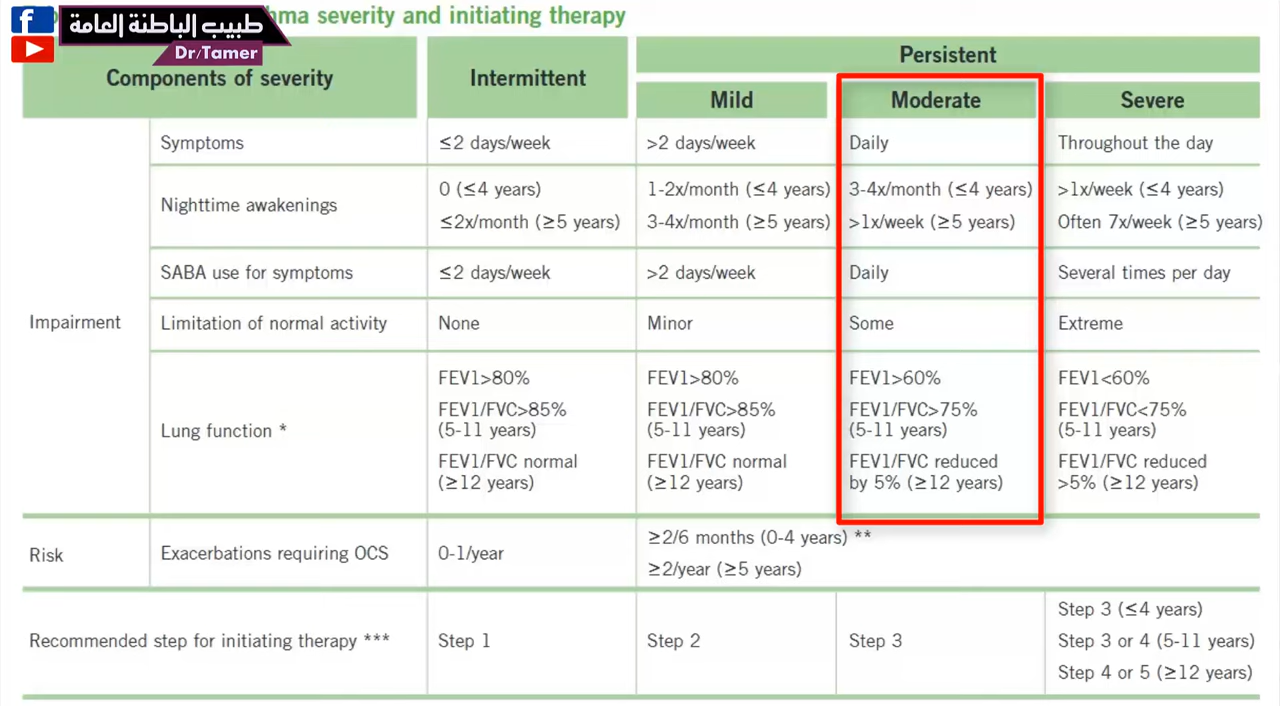 طبيب الباطنة العامة
Dr/Tamer
asthma severity and initiating therapy
Components of severity
Intermittent
Persistent
Mild
Moderate
Severe
Impairment
Symptoms
≤2 days/week
>2 days/week
Daily
Throughout the day
Nighttime awakenings
0 (≤4 years)
≤2x/month (≥5 years)
1-2x/month (≤4 years)
3-4x/month (≥5 years)
3-4x/month (≤4 years)
>1x/week (≥5 years)
>1x/week (≤4 years)
Often 7x/week (≥5 years)
SABA use for symptoms
≤2 days/week
>2 days/week
Daily
Several times per day
Limitation of normal activity
None
Minor
Some
Extreme
Lung function *
FEV1>80%
FEV1/FVC>85%
(5-11 years)
FEV1/FVC normal
(≥12 years)
FEV1>80%
FEV1/FVC>85%
(5-11 years)
FEV1/FVC normal
(≥12 years)
FEV1>60%
FEV1/FVC>75%
(5-11 years)
FEV1/FVC reduced
by 5% (≥12 years)
FEV1<60%
FEV1/FVC<75%
(5-11 years)
FEV1/FVC reduced
>5% (≥12 years)
Risk
Exacerbations requiring OCS
0-1/year
≥2/6 months (0-4 years) **
≥2/year (≥5 years)
Recommended step for initiating therapy ***
Step 1
Step 2
Step 3
Step 3 (≤4 years)
Step 3 or 4 (5-11 years)
Step 4 or 5 (≥12 years)